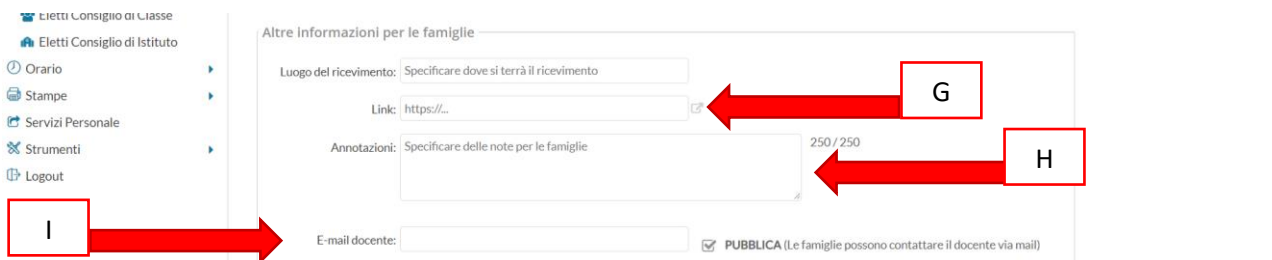 Eletti Consiglio di Classe
Eletti Consiglio di Istituto
Orario
Stampe
Servizi Personale
Strumenti
Logout
Altre informazioni per le famiglie
Luogo del ricevimento: Specificare dove si terrà il ricevimento
Link: https://...
G
Annotazioni: Specificare delle note per le famiglie
250 / 250
H
I
E-mail docente:
PUBBLICA (Le famiglie possono contattare il docente via mail)